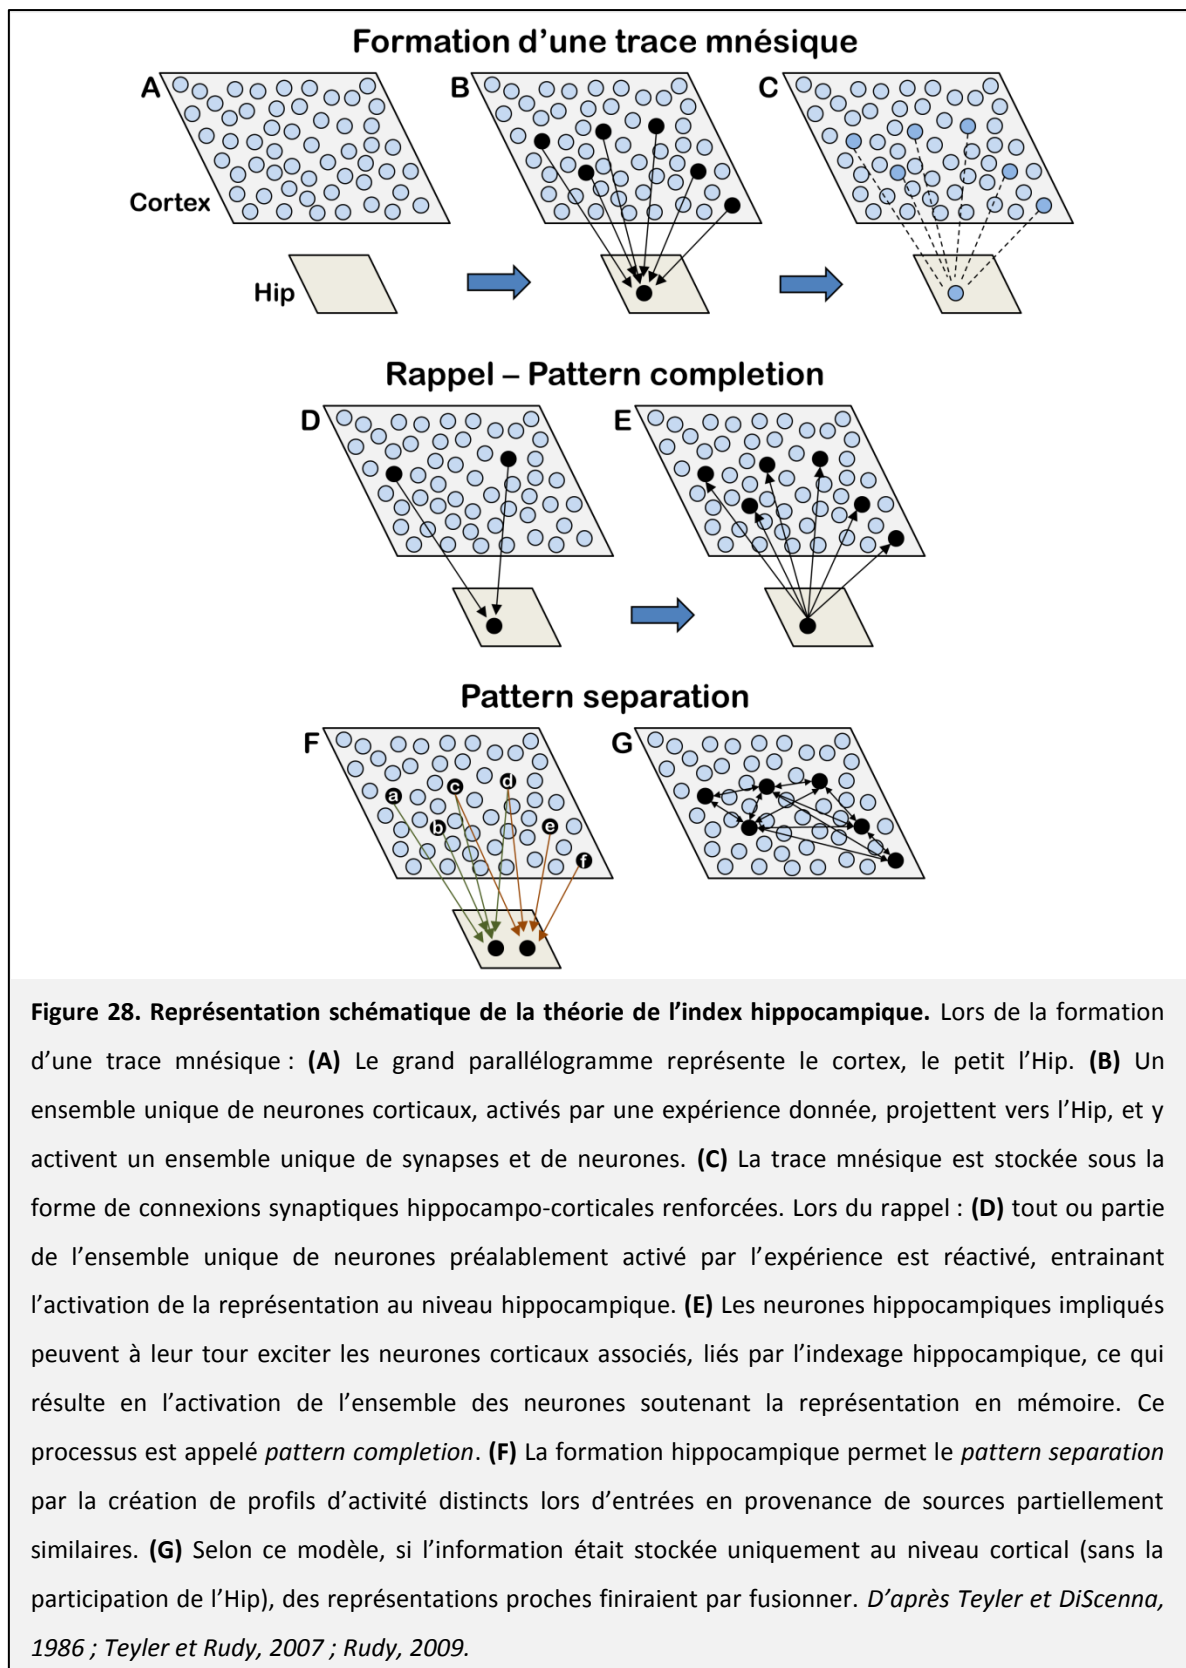 Formation d’une trace mnésique
A
B
C
Cortex
Hip
Rappel – Pattern completion
D
E
Pattern separation
F
G
a
c
d
b
e
f
Figure 28. Représentation schématique de la théorie de l’index hippocampique. Lors de la formation
d’une trace mnésique : (A) Le grand parallélogramme représente le cortex, le petit l’Hip. (B) Un
ensemble unique de neurones corticaux, activés par une expérience donnée, projettent vers l’Hip, et y
activent un ensemble unique de synapses et de neurones. (C) La trace mnésique est stockée sous la
forme de connexions synaptiques hippocampo-corticales renforcées. Lors du rappel : (D) tout ou partie
de l’ensemble unique de neurones préalablement activé par l’expérience est réactivé, entrainant
l’activation de la représentation au niveau hippocampique. (E) Les neurones hippocampiques impliqués
peuvent à leur tour exciter les neurones corticaux associés, liés par l’indexage hippocampique, ce qui
résulte en l’activation de l’ensemble des neurones soutenant la représentation en mémoire. Ce
processus est appelé pattern completion. (F) La formation hippocampique permet le pattern separation
par la création de profils d’activité distincts lors d’entrées en provenance de sources partiellement
similaires. (G) Selon ce modèle, si l’information était stockée uniquement au niveau cortical (sans la
participation de l’Hip), des représentations proches finiraient par fusionner. D’après Teyler et DiScenna,
1986 ; Teyler et Rudy, 2007 ; Rudy, 2009.